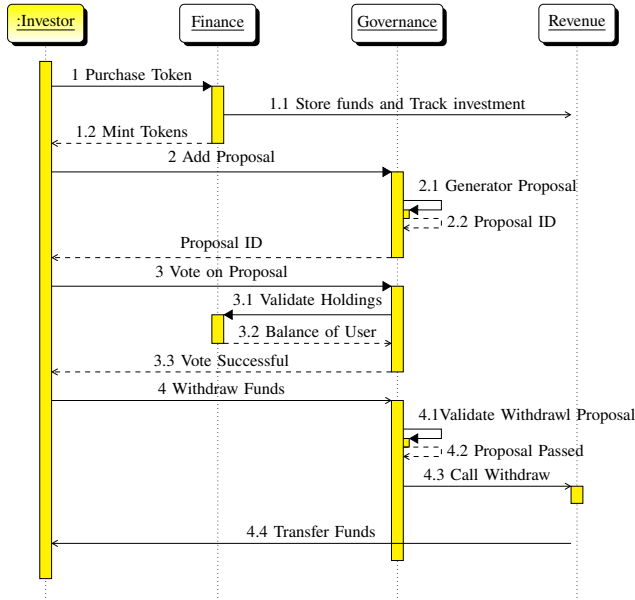 :Investor
Finance
Governance
Revenue
1 Purchase Token
1.1 Store funds and Track investment
1.2 Mint Tokens
2 Add Proposal
2.1 Generator Proposal
2.2 Proposal ID
Proposal ID
3 Vote on Proposal
3.1 Validate Holdings
3.2 Balance of User
3.3 Vote Successful
4 Withdraw Funds
4.1Validate Withdrawl Proposal
4.2 Proposal Passed
4.3 Call Withdraw
4.4 Transfer Funds